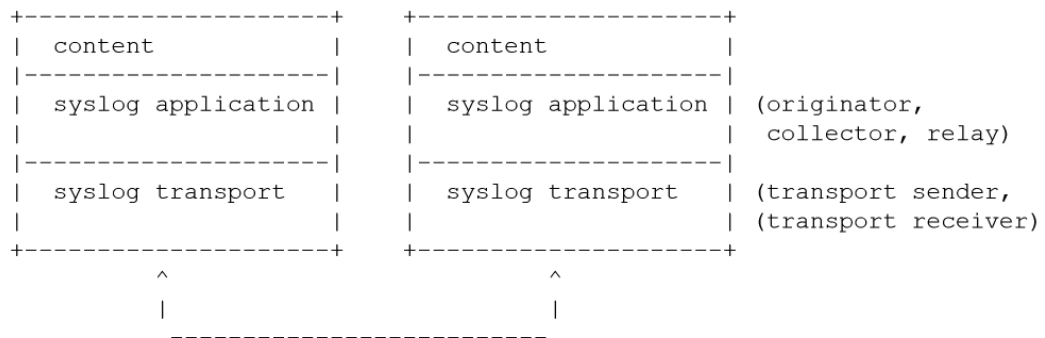 +---------------------+    +---------------------+
|  content            |    |  content            |
|---------------------|    |---------------------|
|  syslog application |    |  syslog application | (originator,
|                     |    |                     |  collector, relay)
|---------------------|    |---------------------|
|  syslog transport   |    |  syslog transport   | (transport sender,
|                     |    |                     | (transport receiver)
+---------------------+    +---------------------+
          ^                          ^
          |                          |
           --------------------------